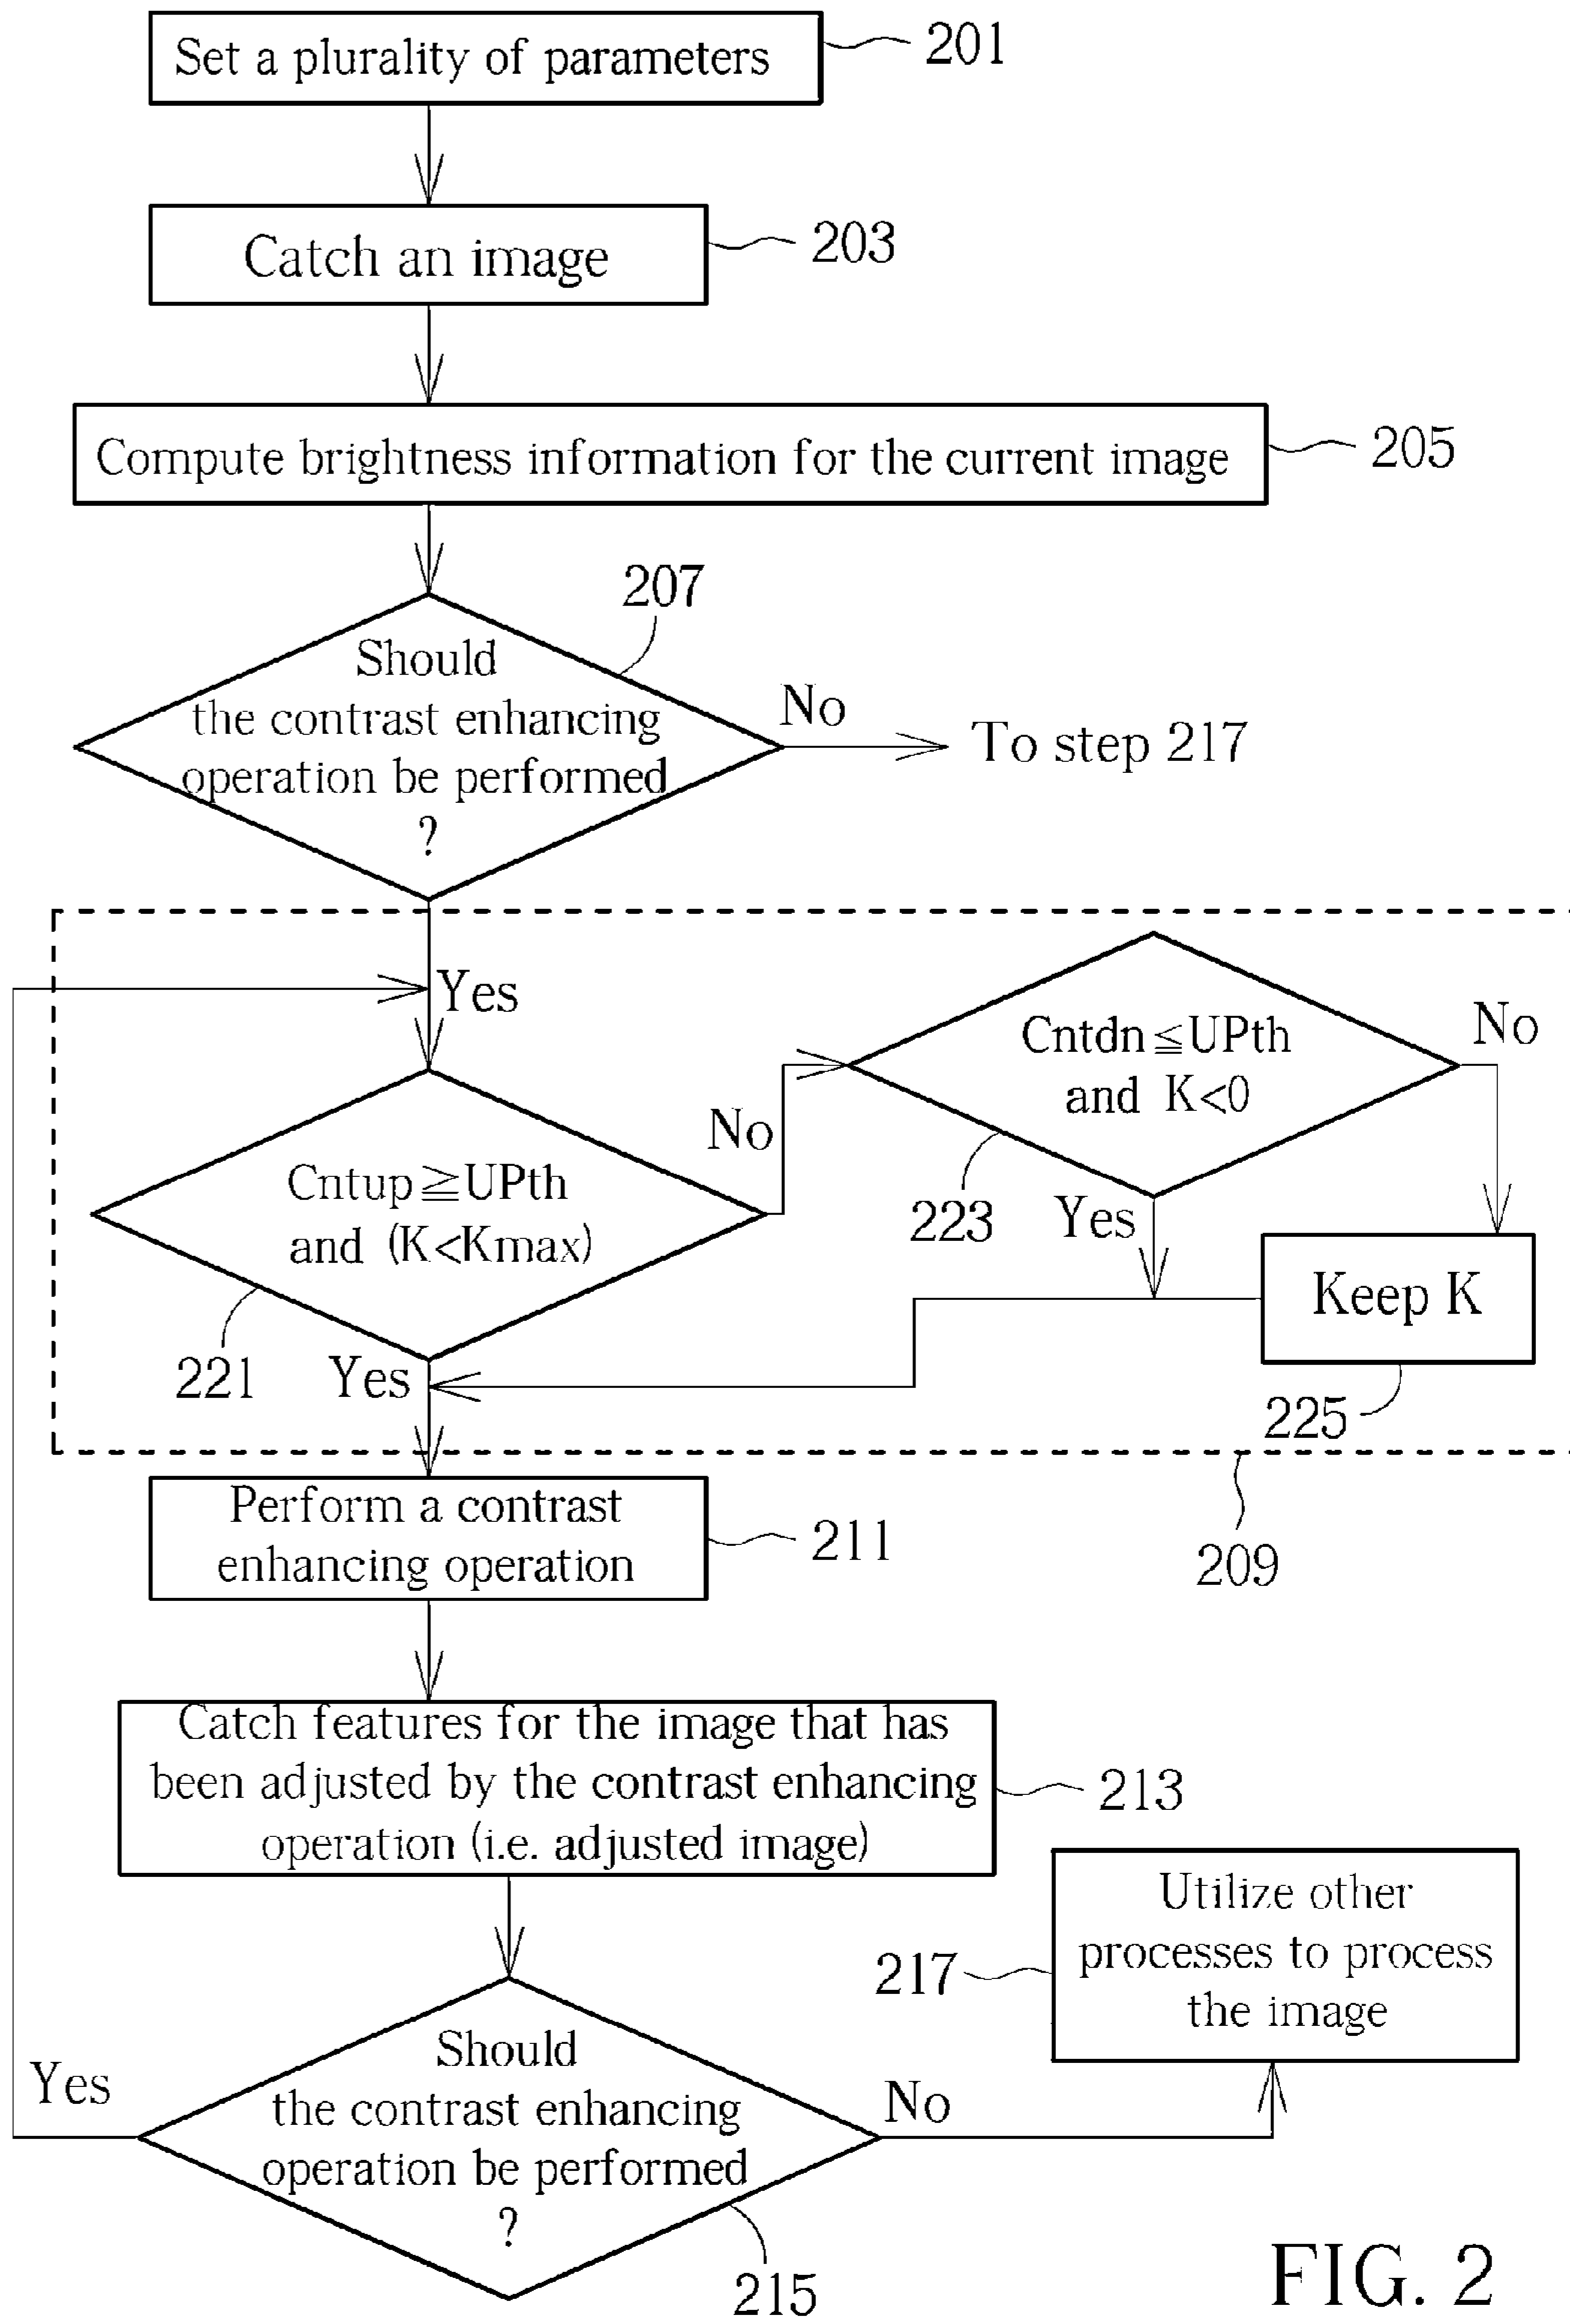 Set a plurality of parameters
201
Catch an image
203
Compute brightness information for the current image
205
207
Should
the contrast enhancing
operation be performed
?
No
To step 217
Yes
Cntdn≦UPth
and K<0
No
No
Cntup≧UPth
and (K<Kmax)
223
Yes
Keep K
221
Yes
225
Perform a contrast
enhancing operation
211
209
Catch features for the image that has
been adjusted by the contrast enhancing
operation (i.e. adjusted image)
213
Utilize other
processes to process
the image
217
Should
the contrast enhancing
operation be performed
?
Yes
No
215
FIG. 2